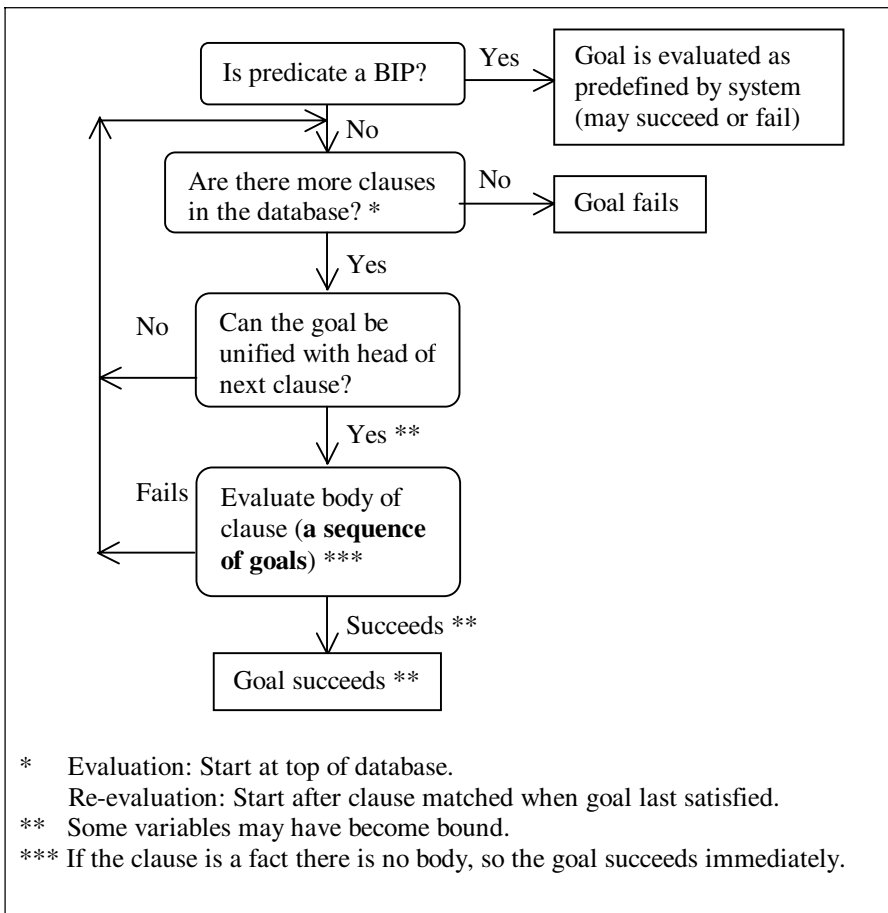 Is predicate a BIP?
Yes
Goal is evaluated as
predefined by system
(may succeed or fail)
No
Are there more clauses
in the database? *
No
Goal fails
Yes
No
Can the goal be
unified with head of
next clause?
Yes **
Fails
Evaluate body of
clause (a sequence
of goals) ***
Succeeds **
Goal succeeds **
* Evaluation: Start at top of database.
Re-evaluation: Start after clause matched when goal last satisfied.
** Some variables may have become bound.
*** If the clause is a fact there is no body, so the goal succeeds immediately.